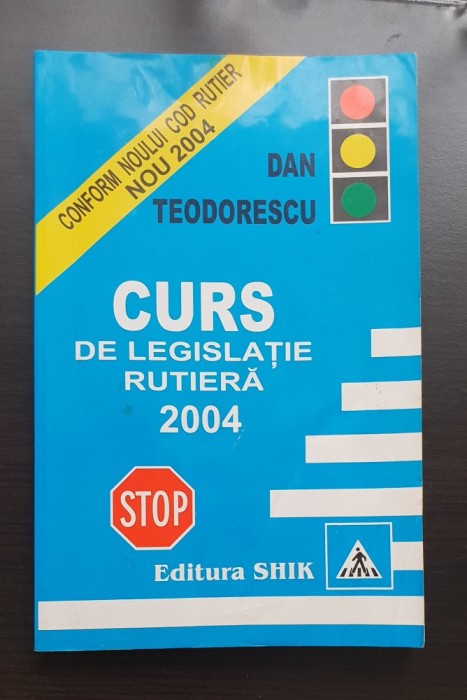 CONFORM NOULUI COD RUTIER
NOU 2004
DAN
TEODORESCU
CURS
DE LEGISLAȚIE
RUTIERĂ
2004
STOP
Editura SHIK